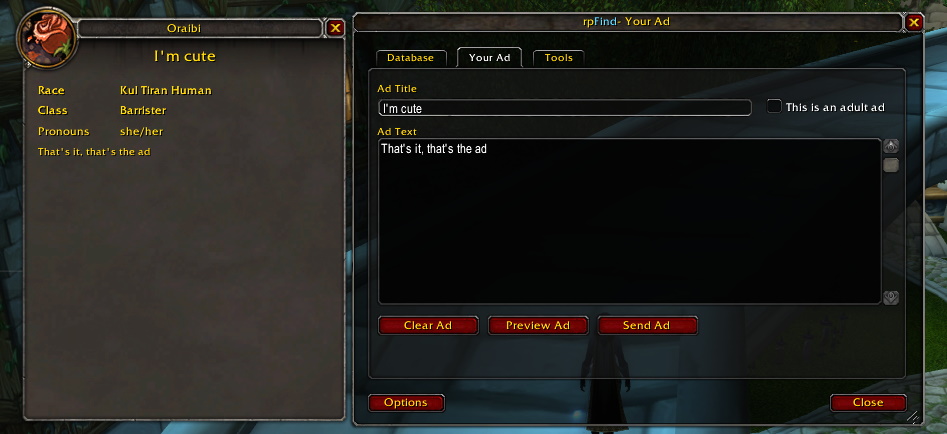 Oraibi
I'm cute
Race Kul Tiran Human
Class Barrister
Pronouns she/her
That's it, that's the ad
rpFind- Your Ad
Database Your Ad Tools
Ad Title
I'm cute
This is an adult ad
Ad Text
That's it, that's the ad
Clear Ad Preview Ad Send Ad
Options Close